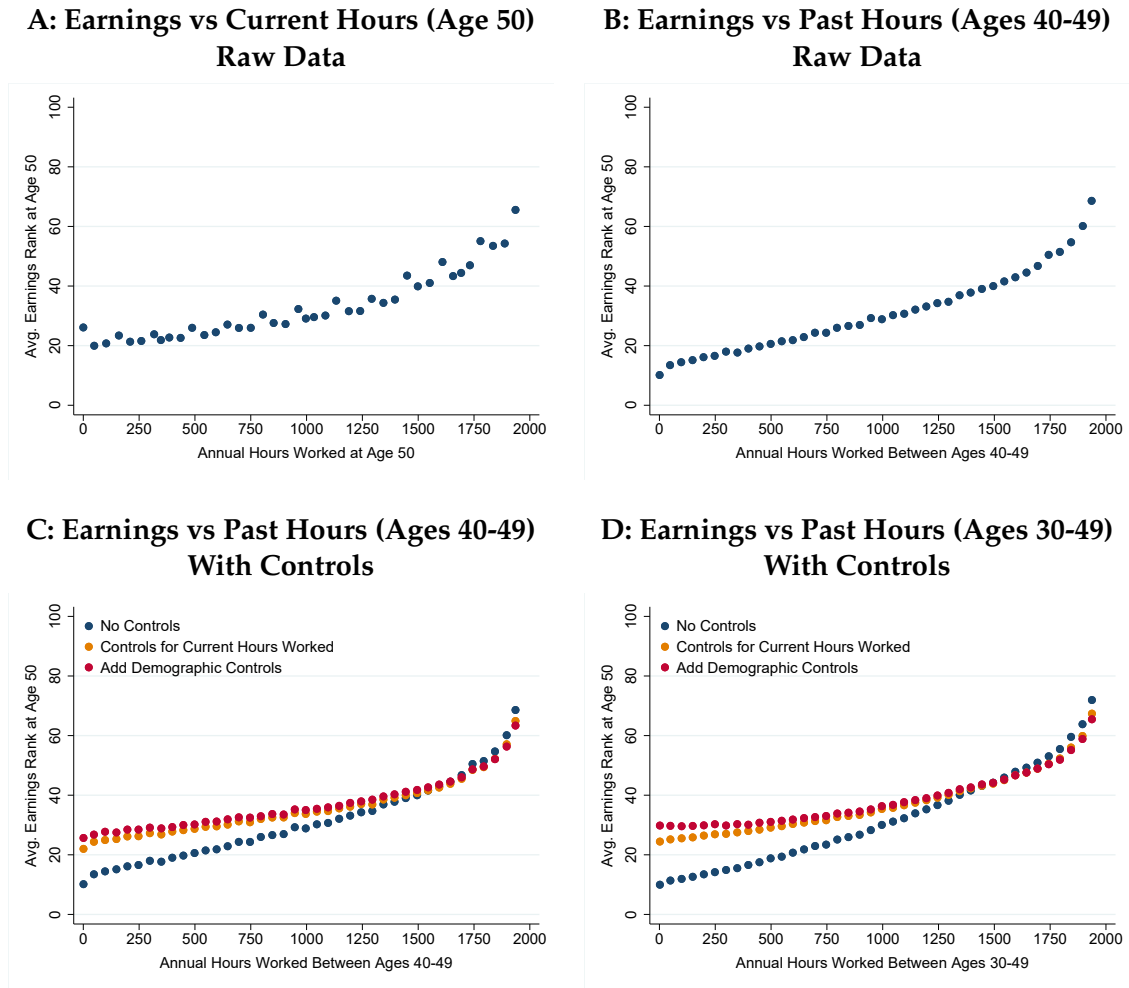 A: Earnings vs Current Hours (Age 50)
Raw Data
100
80
60
40
20
0
Avg. Earnings Rank at Age 50
0 250 500 750 1000 1250 1500 1750 2000
Annual Hours Worked at Age 50
B: Earnings vs Past Hours (Ages 40-49)
Raw Data
100
80
60
40
20
0
Avg. Earnings Rank at Age 50
0 250 500 750 1000 1250 1500 1750 2000
Annual Hours Worked Between Ages 40-49
C: Earnings vs Past Hours (Ages 40-49)
With Controls
No Controls
Controls for Current Hours Worked
Add Demographic Controls
100
80
60
40
20
0
Avg. Earnings Rank at Age 50
0 250 500 750 1000 1250 1500 1750 2000
Annual Hours Worked Between Ages 40-49
D: Earnings vs Past Hours (Ages 30-49)
With Controls
No Controls
Controls for Current Hours Worked
Add Demographic Controls
100
80
60
40
20
0
Avg. Earnings Rank at Age 50
0 250 500 750 1000 1250 1500 1750 2000
Annual Hours Worked Between Ages 30-49